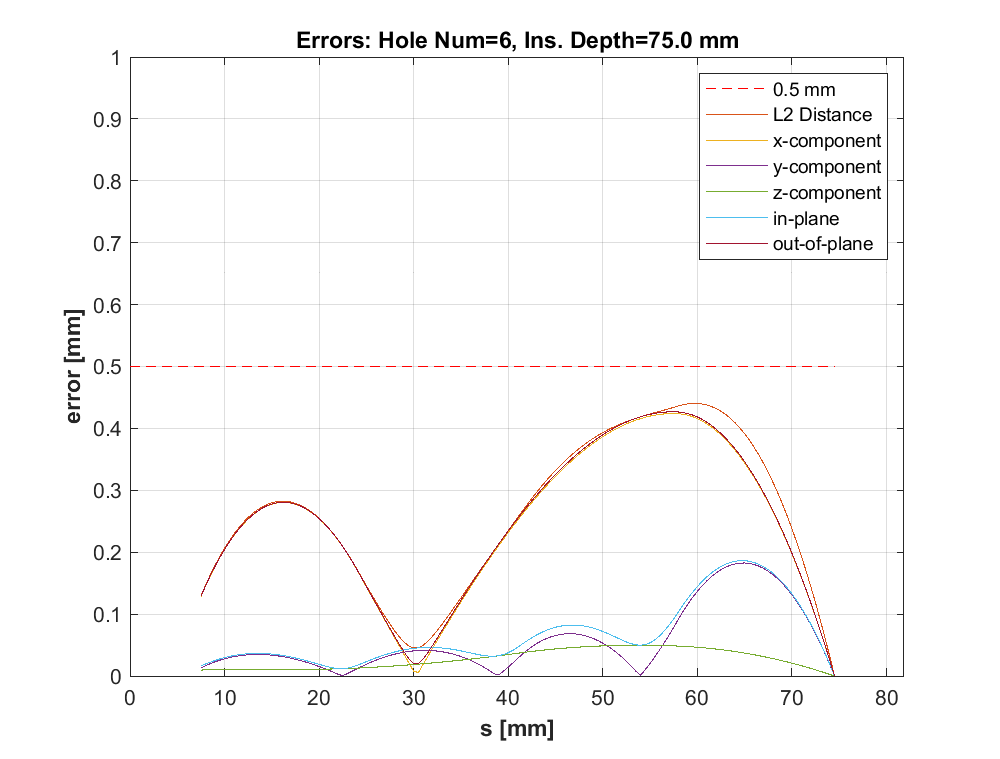 Errors: Hole Num=6, Ins. Depth=75.0 mm
1
0.9
0.8
0.7
0.6
0.5
0.4
0.3
0.2
0.1
0
error [mm]
0.5 mm
L2 Distance
x-component
y-component
z-component
in-plane
out-of-plane
0 10 20 30 40 50 60 70 80
s [mm]